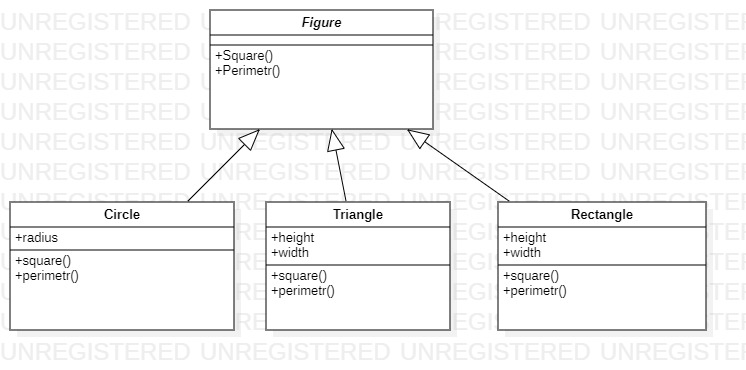 Figure
+Square()
+Perimetr()
Circle
+radius
+square()
+perimetr()
Triangle
+height
+width
+square()
+perimetr()
Rectangle
+height
+width
+square()
+perimetr()
UNREGISTERED UNREGISTERED UNREGISTERED UNREGISTERED